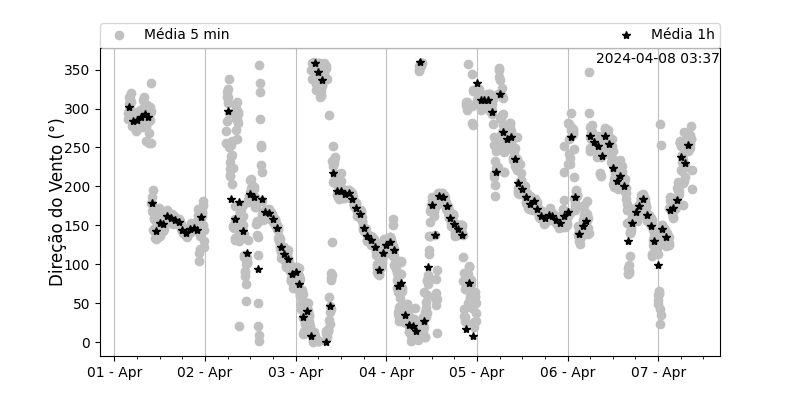 Média 5 min
Média 1h
2024-04-08 03:37
Direção do Vento (°)
350
300
250
200
150
100
50
0
01 - Apr
02 - Apr
03 - Apr
04 - Apr
05 - Apr
06 - Apr
07 - Apr